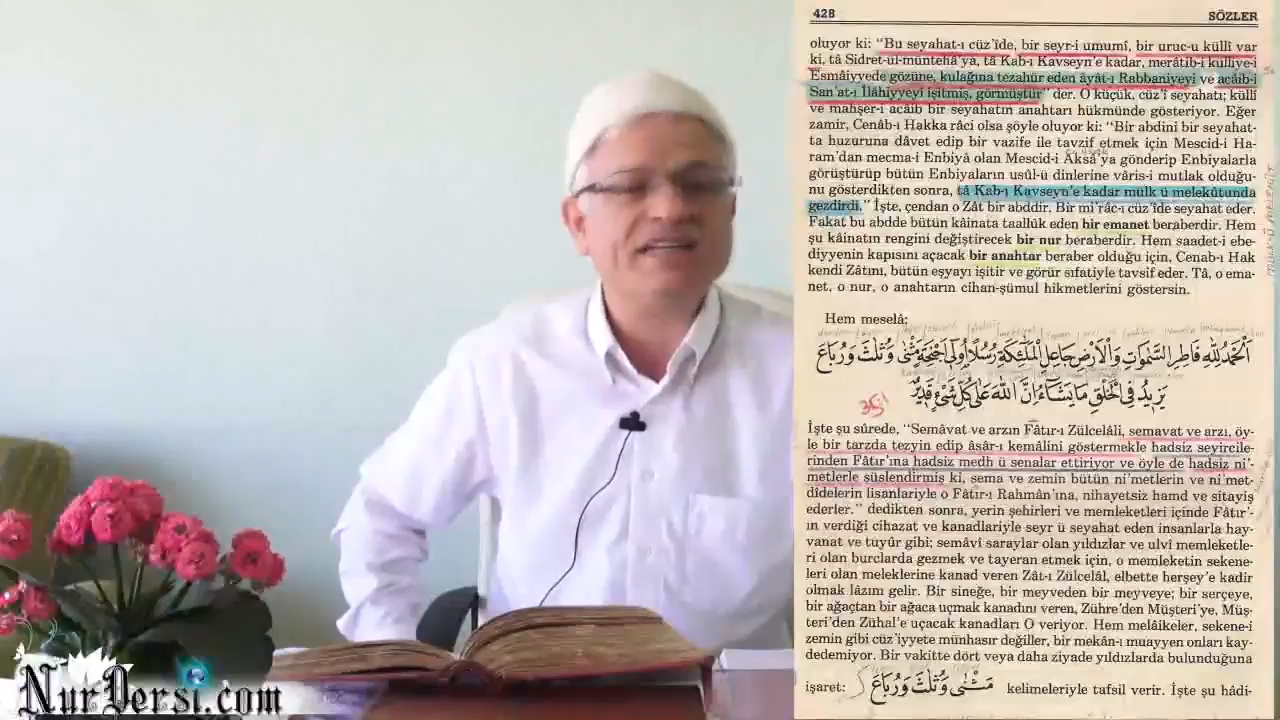 428 SÖZLER
oluyor ki: "Bu seyahat-ı cüz'îde, bir seyr-i umumî, bir uruc-u küllî var
ki, tâ Sidret-ül-müntehâ'ya, tâ Kab-ı Kavseyn'e kadar, merâtib-i külliye-i
Esmâiyyede gözüne, kulağına tezahür eden âyât-ı Rabbaniyeyi ve acâib-i
San'at-ı İlâhiyyeyi işitmiş, görmüştür" der. O küçük, cüz'î seyahatı; küllî
ve mahşer-i acâib bir seyahatın anahtarı hükmünde gösteriyor. Eğer
zamir, Cenâb-ı Hakka râci olsa şöyle oluyor ki: "Bir abdini bir seyahat-
ta huzuruna dâvet edip bir vazife ile tavzif etmek için Mescid-i Ha-
ram'dan mecma-i Enbiyâ olan Mescid-i Aksâ'ya gönderip Enbiyalarla
görüştürüp bütün Enbiyaların usûl-ü dinlerine vâris-i mutlak olduğu-
nu gösterdikten sonra, tâ Kab-ı Kavseyn'e kadar mülk ü melekûtunda
gezdirdi." İşte, çendan o Zât bir abddir. Bir mi'râc-ı cüz'îde seyahat eder.
Fakat bu abdde bütün kâinata taallûk eden bir emanet beraberdir. Hem
şu kâinatın rengini değiştirecek bir nur beraberdir. Hem saadet-i ebe-
diyyenin kapısını açacak bir anahtar beraber olduğu için, Cenab-ı Hak
kendi Zâtını, bütün eşyayı işitir ve görür sıfatiyle tavsif eder. Tâ, o ema-
net, o nur, o anahtarın cihan-şümul hikmetlerini göstersin.
Hem meselâ:
اَلْحَمْدُ لِلّٰهِ فَاطِرِ السَّمٰوَاتِ وَالْاَرْضِ جَاعِلِ الْمَلٰٓئِكَةِ رُسُلًا اُولٖٓى اَجْنِحَةٍ مَثْنٰى وَثُلٰثَ وَرُبَاعَ
يَزٖيدُ فِى الْخَلْقِ مَا يَشَٓاءُ اِنَّ اللّٰهَ عَلٰى كُلِّ شَىْءٍ قَدٖيرٌ
İşte şu sûrede, "Semâvat ve arzın Fâtır-ı Zülcelâli, semavat ve arzı, öy-
le bir tarzda tezyin edip âsâr-ı kemâlini göstermekle hadsiz seyircile-
rinden Fâtır'ına hadsiz medh ü senalar ettiriyor ve öyle de hadsiz ni'-
metlerle süslendirmiş ki, sema ve zemin bütün ni'metlerin ve ni'met-
dîdelerin lisanlariyle o Fâtır-ı Rahmân'ına, nihayetsiz hamd ve sitayiş
ederler." dedikten sonra, yerin şehirleri ve memleketleri içinde Fâtır'-
ın verdiği cihazat ve kanadlariyle seyr ü seyahat eden insanlarla hay-
vanat ve tuyûr gibi; semâvî saraylar olan yıldızlar ve ulvî memleketle-
ri olan burclarda gezmek ve tayeran etmek için, o memleketin sekene-
leri olan meleklerine kanad veren Zât-ı Zülcelâl, elbette herşey'e kadir
olmak lâzım gelir. Bir sineğe, bir meyveden bir meyveye; bir serçeye,
bir ağaçtan bir ağaca uçmak kanadını veren, Zühre'den Müşteri'ye, Müş-
teri'den Zühal'e uçacak kanadları O veriyor. Hem melâikeler, sekene-i
zemin gibi cüz'iyyete münhasır değiller, bir mekân-ı muayyen onları kay-
dedemiyor. Bir vakitte dört veya daha ziyade yıldızlarda bulunduğuna
işaret: مَثْنٰى وَثُلٰثَ وَرُبَاعَ kelimeleriyle tafsil verir. İşte şu hâdi-
NurDersi.com